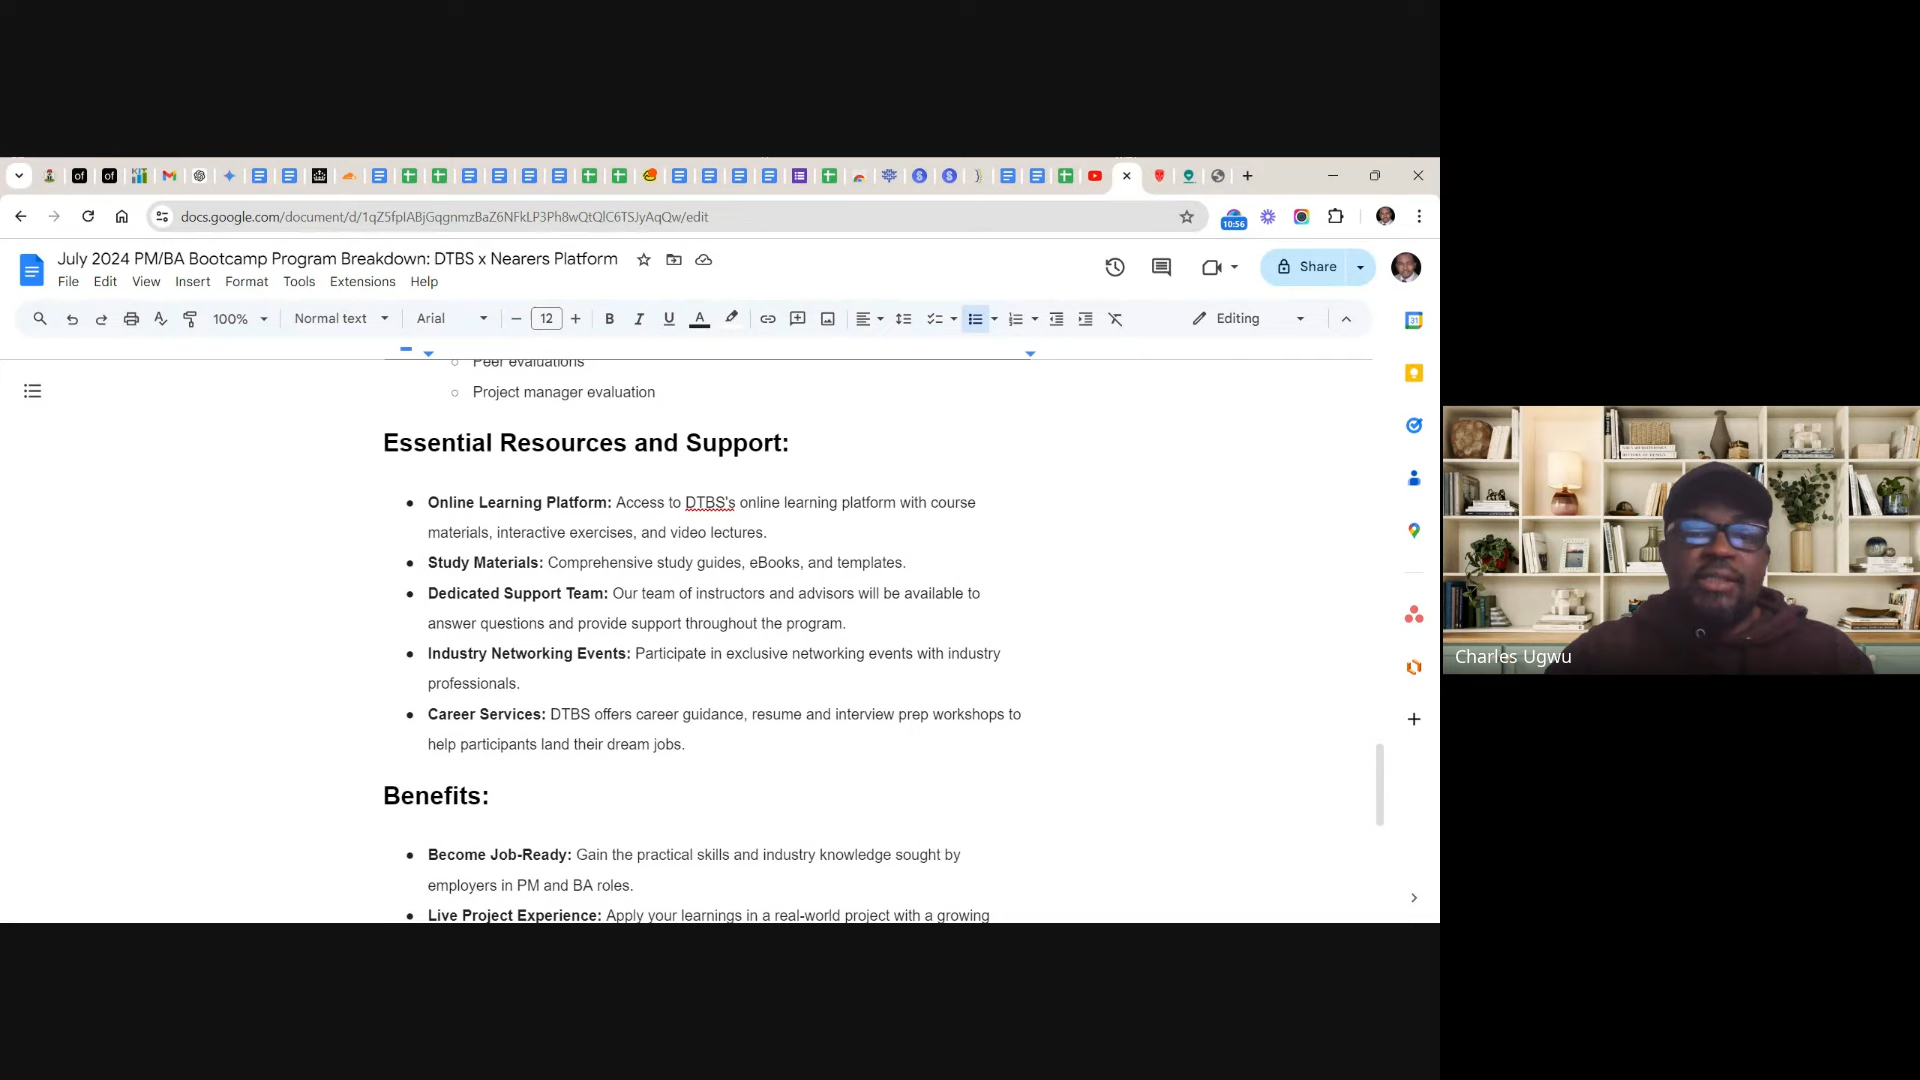 docs.google.com/document/d/1qZ5fpIABjGqgnmzBaZ6NFkLP3Ph8wQtQlC6TSJyAqQw/edit
10:56
July 2024 PM/BA Bootcamp Program Breakdown: DTBS x Nearers Platform
File Edit View Insert Format Tools Extensions Help
Share
100% Normal text Arial 12 Editing
Peer evaluations
Project manager evaluation
Essential Resources and Support:
Online Learning Platform: Access to DTBS's online learning platform with course
materials, interactive exercises, and video lectures.
Study Materials: Comprehensive study guides, eBooks, and templates.
Dedicated Support Team: Our team of instructors and advisors will be available to
answer questions and provide support throughout the program.
Industry Networking Events: Participate in exclusive networking events with industry
professionals.
Career Services: DTBS offers career guidance, resume and interview prep workshops to
help participants land their dream jobs.
Benefits:
Become Job-Ready: Gain the practical skills and industry knowledge sought by
employers in PM and BA roles.
Live Project Experience: Apply your learnings in a real-world project with a growing
Charles Ugwu